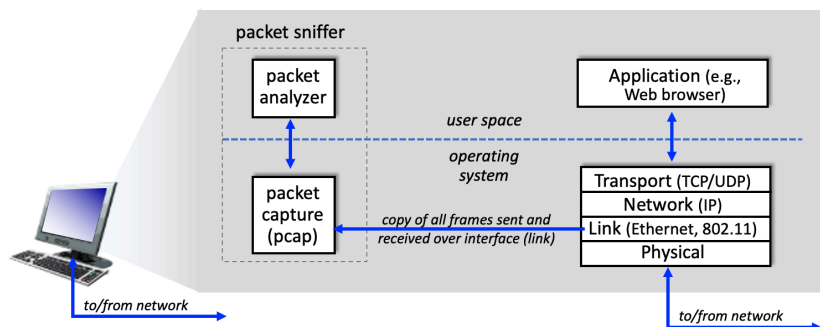 packet sniffer
packet
analyzer
Application (e.g.,
Web browser)
user space
operating
system
packet
capture
(pcap)
copy of all frames sent and
received over interface (link)
Transport (TCP/UDP)
Network (IP)
Link (Ethernet, 802.11)
Physical
to/from network
to/from network